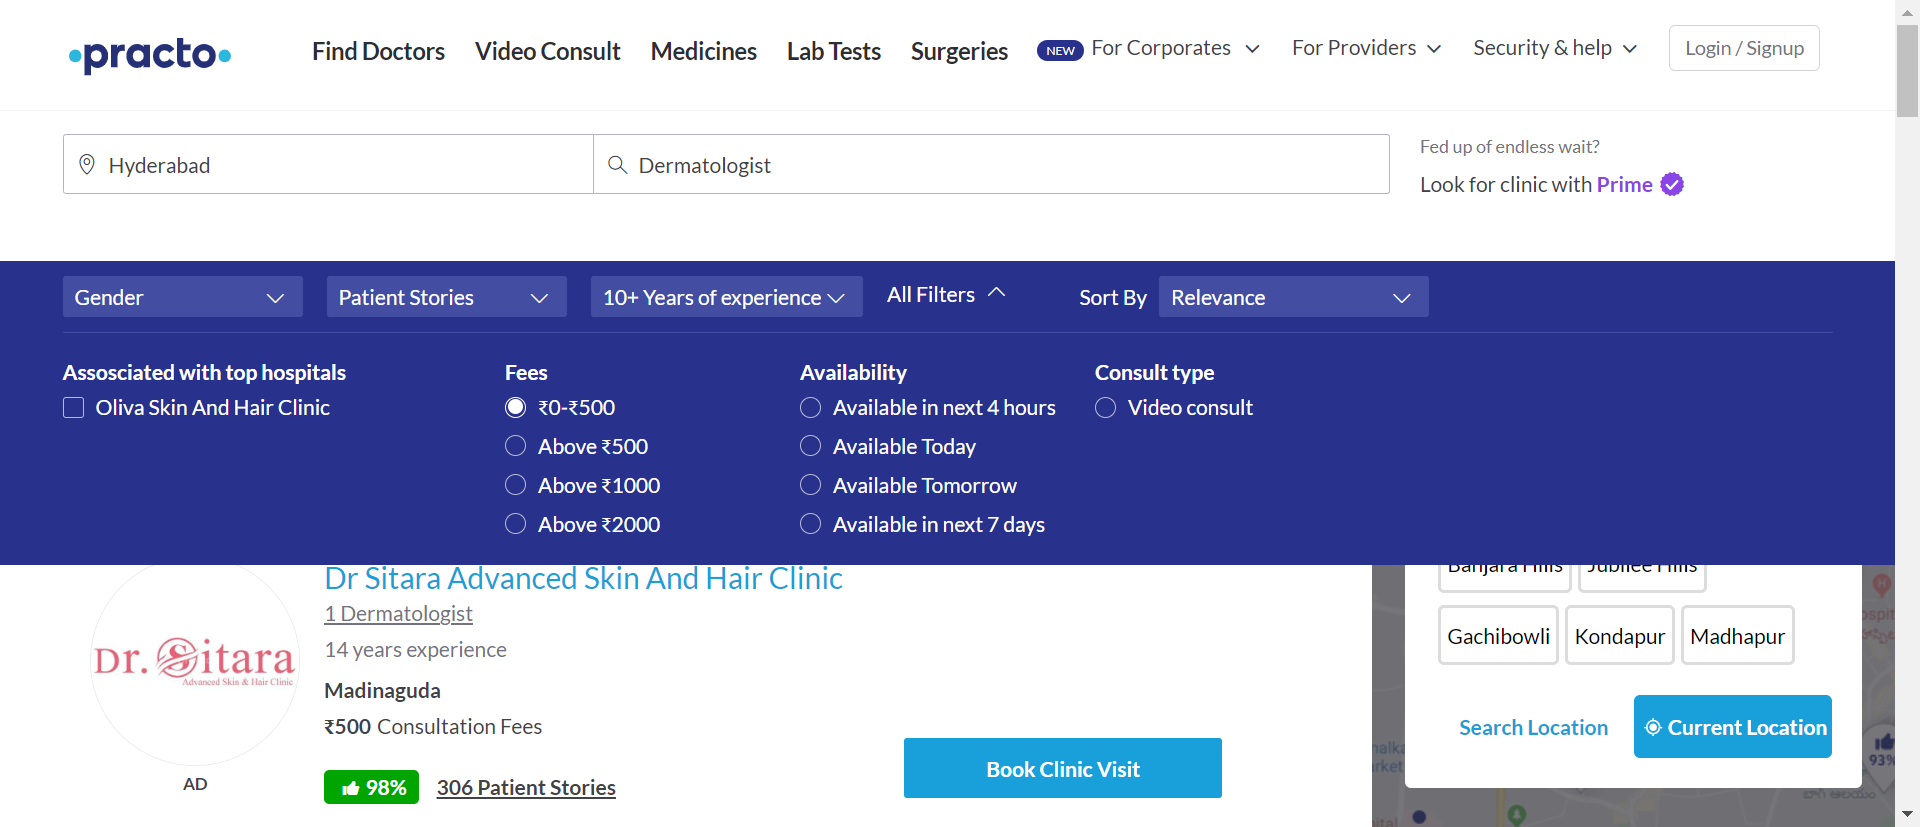 practo
Find Doctors
Video Consult
Medicines
Lab Tests
Surgeries
NEW
For Corporates
For Providers
Security & help
Login / Signup
Hyderabad
Dermatologist
Fed up of endless wait?
Look for clinic with Prime
Gender
Patient Stories
10+ Years of experience
All Filters
Sort By
Relevance
Assosciated with top hospitals
Oliva Skin And Hair Clinic
Fees
₹0-₹500
Above ₹500
Above ₹1000
Above ₹2000
Availability
Available in next 4 hours
Available Today
Available Tomorrow
Available in next 7 days
Consult type
Video consult
Dr. Sitara
Advanced Skin & Hair Clinic
AD
Dr Sitara Advanced Skin And Hair Clinic
1 Dermatologist
14 years experience
Madinaguda
₹500 Consultation Fees
98%
306 Patient Stories
Book Clinic Visit
Banjara Hills
Jubilee Hills
Gachibowli
Kondapur
Madhapur
Search Location
Current Location
93%